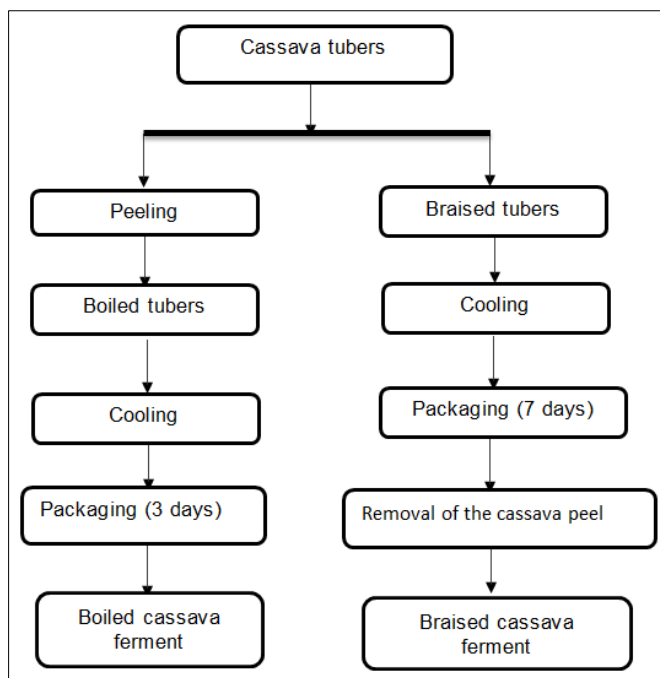 Cassava tubers
Peeling
Boiled tubers
Cooling
Packaging (3 days)
Boiled cassava
ferment
Braised tubers
Cooling
Packaging (7 days)
Removal of the cassava peel
Braised cassava
ferment